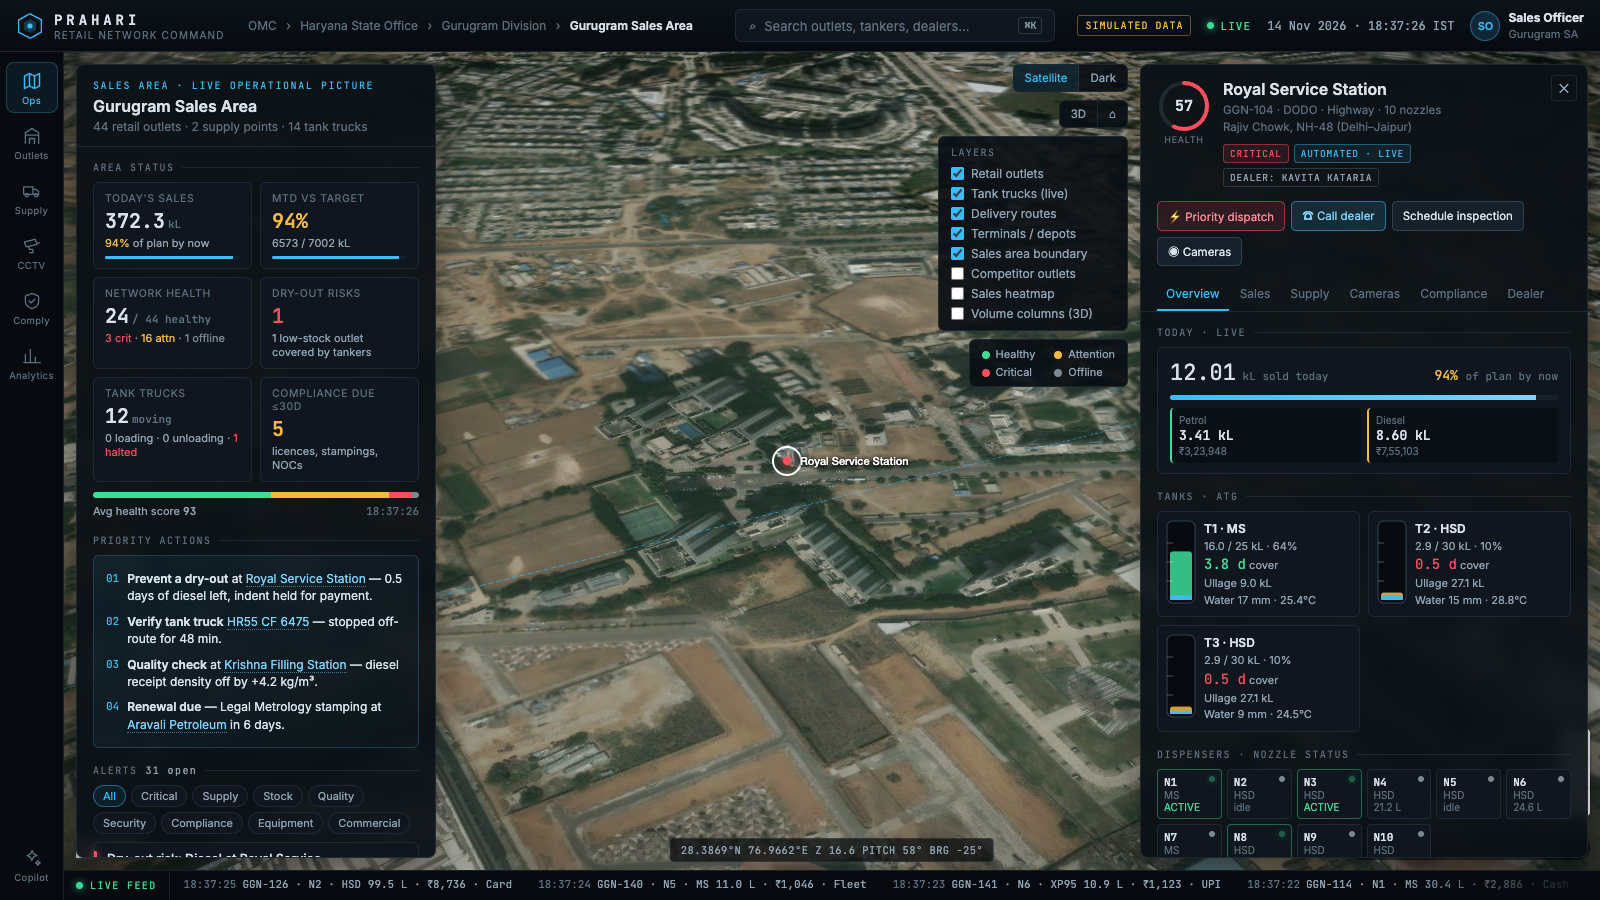 PRAHARI
RETAIL NETWORK COMMAND
OMC › Haryana State Office › Gurugram Division › Gurugram Sales Area
Search outlets, tankers, dealers... ⌘K
SIMULATED DATA
LIVE
14 Nov 2026 · 18:37:26 IST
SO
Sales Officer
Gurugram SA
Ops
Outlets
Supply
CCTV
Comply
Analytics
Copilot
SALES AREA · LIVE OPERATIONAL PICTURE
Gurugram Sales Area
44 retail outlets · 2 supply points · 14 tank trucks
AREA STATUS
TODAY'S SALES
372.3 kL
94% of plan by now
MTD VS TARGET
94%
6573 / 7002 kL
NETWORK HEALTH
24 / 44 healthy
3 crit · 16 attn · 1 offline
DRY-OUT RISKS
1
1 low-stock outlet
covered by tankers
TANK TRUCKS
12 moving
0 loading · 0 unloading · 1
halted
COMPLIANCE DUE
≤30D
5
licences, stampings,
NOCs
Avg health score 93 18:37:26
PRIORITY ACTIONS
01 Prevent a dry-out at Royal Service Station — 0.5
days of diesel left, indent held for payment.
02 Verify tank truck HR55 CF 6475 — stopped off-
route for 48 min.
03 Quality check at Krishna Filling Station — diesel
receipt density off by +4.2 kg/m³.
04 Renewal due — Legal Metrology stamping at
Aravali Petroleum in 6 days.
ALERTS 31 open
All Critical Supply Stock Quality
Security Compliance Equipment Commercial
Dry-out risk: Diesel at Royal Service
Satellite Dark
3D ⌂
LAYERS
Retail outlets
Tank trucks (live)
Delivery routes
Terminals / depots
Sales area boundary
Competitor outlets
Sales heatmap
Volume columns (3D)
Healthy Attention
Critical Offline
Royal Service Station
28.3869°N 76.9662°E Z 16.6 PITCH 58° BRG -25°
57
HEALTH
Royal Service Station
GGN-104 · DODO · Highway · 10 nozzles
Rajiv Chowk, NH-48 (Delhi–Jaipur)
CRITICAL AUTOMATED · LIVE
DEALER: KAVITA KATARIA
⚡ Priority dispatch ☎ Call dealer Schedule inspection
◉ Cameras
Overview Sales Supply Cameras Compliance Dealer
TODAY · LIVE
12.01 kL sold today 94% of plan by now
Petrol
3.41 kL
₹3,23,948
Diesel
8.60 kL
₹7,55,103
TANKS · ATG
T1 · MS
16.0 / 25 kL · 64%
3.8 d cover
Ullage 9.0 kL
Water 17 mm · 25.4°C
T2 · HSD
2.9 / 30 kL · 10%
0.5 d cover
Ullage 27.1 kL
Water 15 mm · 28.8°C
T3 · HSD
2.9 / 30 kL · 10%
0.5 d cover
Ullage 27.1 kL
Water 9 mm · 24.5°C
DISPENSERS · NOZZLE STATUS
N1
MS
ACTIVE
N2
HSD
idle
N3
HSD
ACTIVE
N4
HSD
21.2 L
N5
HSD
idle
N6
HSD
24.6 L
N7
MS
N8
HSD
N9
HSD
N10
HSD
LIVE FEED
18:37:25 GGN-126 · N2 · HSD 99.5 L · ₹8,736 · Card
18:37:24 GGN-140 · N5 · MS 11.0 L · ₹1,046 · Fleet
18:37:23 GGN-141 · N6 · XP95 10.9 L · ₹1,123 · UPI
18:37:22 GGN-114 · N1 · MS 30.4 L · ₹2,886 · Cash